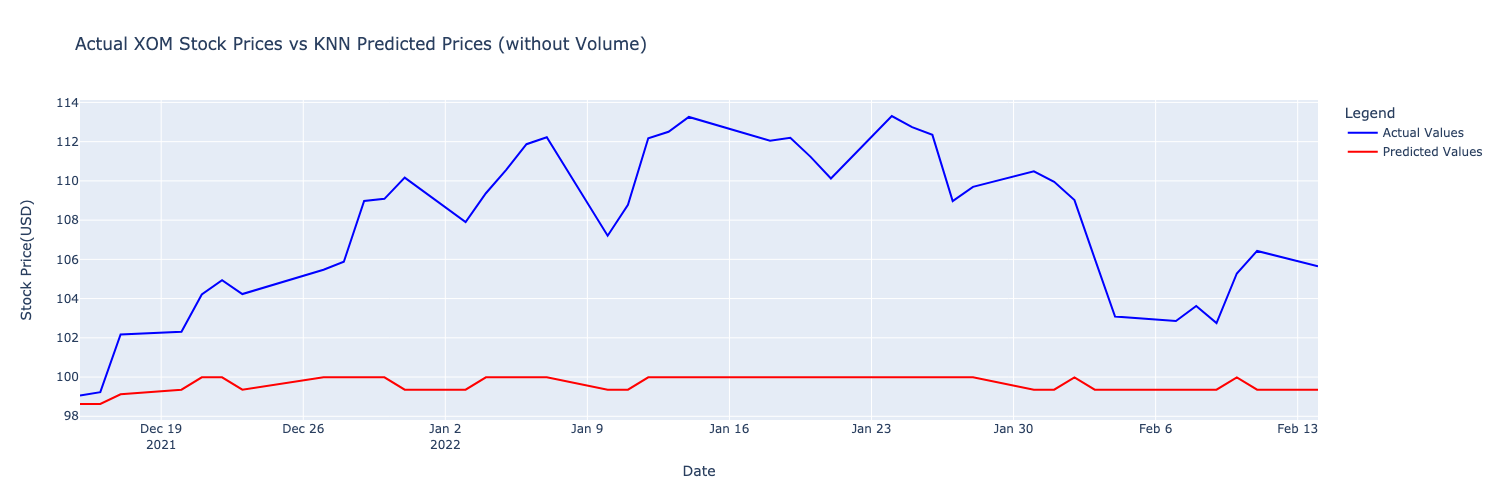 Actual XOM Stock Prices vs KNN Predicted Prices (without Volume)
114
112
110
108
106
104
102
100
98
Stock Price(USD)
Dec 19
2021
Dec 26
Jan 2
2022
Jan 9
Jan 16
Jan 23
Jan 30
Feb 6
Feb 13
Date
Legend
Actual Values
Predicted Values